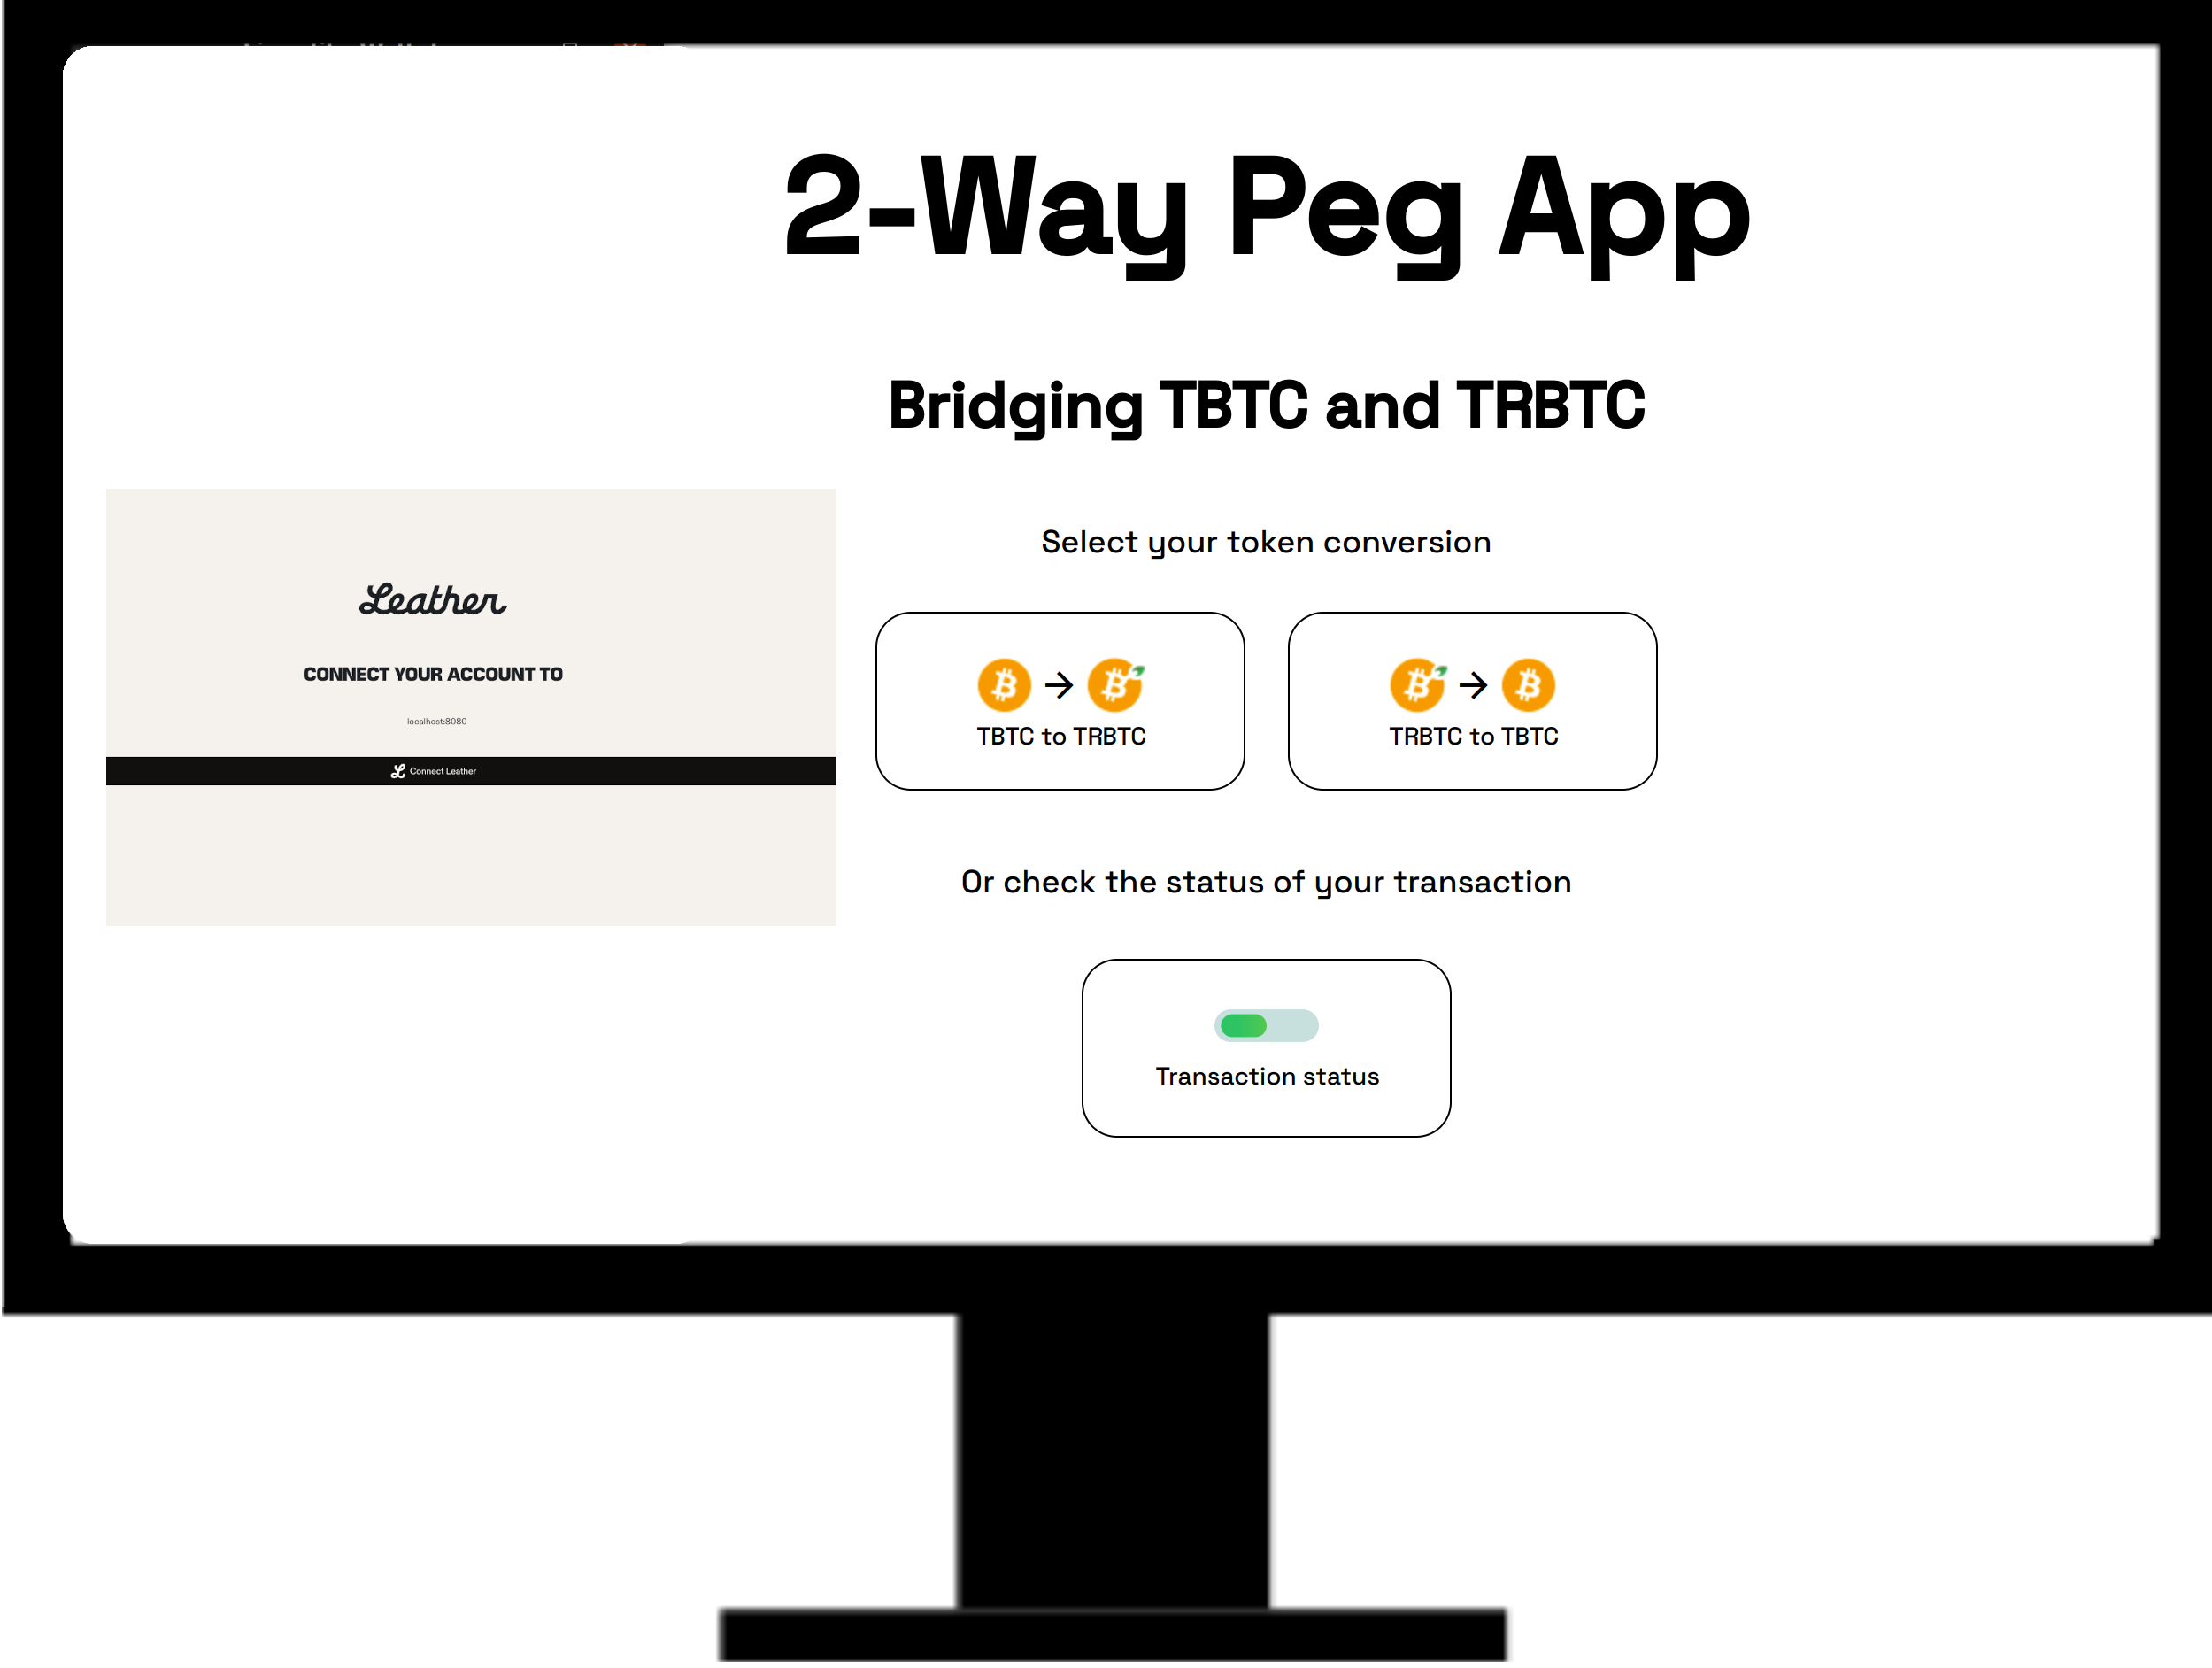 2-Way Peg App
Bridging TBTC and TRBTC
Leather
CONNECT YOUR ACCOUNT TO
localhost:8080
Connect Leather
Select your token conversion
TBTC to TRBTC
TRBTC to TBTC
Or check the status of your transaction
Transaction status